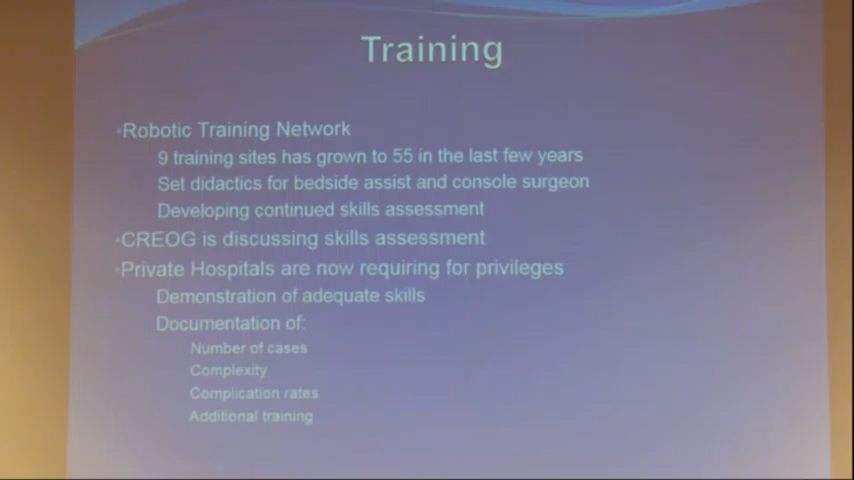 Training
•Robotic Training Network
9 training sites has grown to 55 in the last few years
Set didactics for bedside assist and console surgeon
Developing continued skills assessment
•CREOG is discussing skills assessment
•Private Hospitals are now requiring for privileges
Demonstration of adequate skills
Documentation of:
Number of cases
Complexity
Complication rates
Additional training